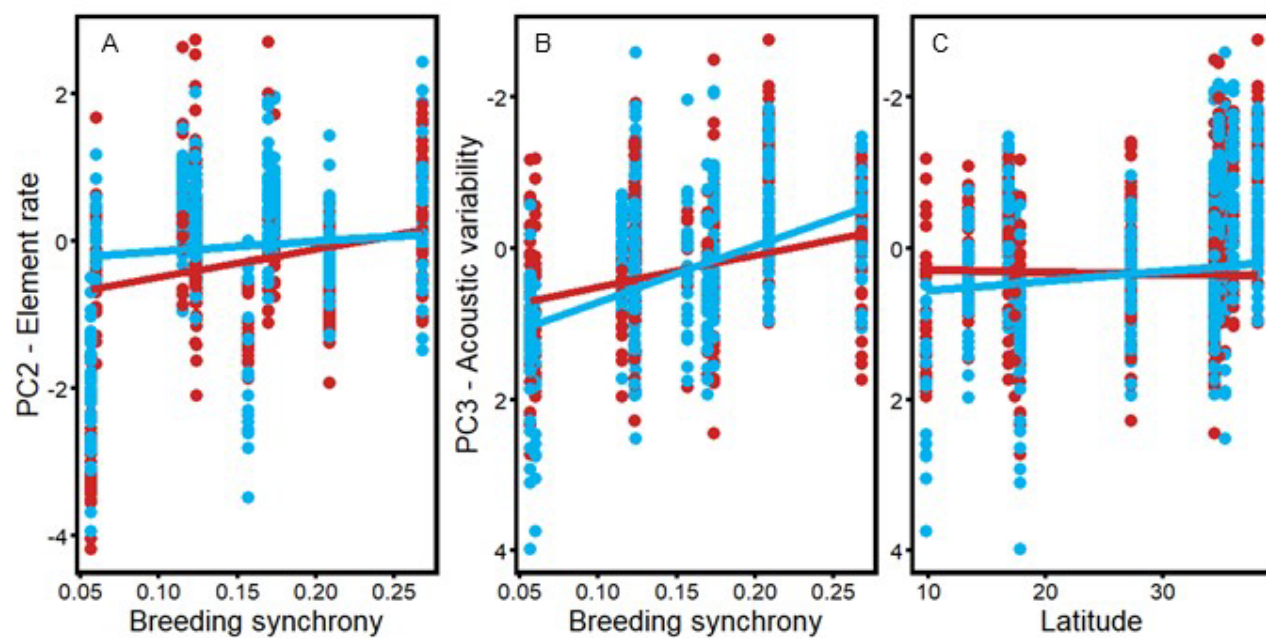 A
B
C
2
0
-2
-4
PC2 - Element rate
0.05 0.10 0.15 0.20 0.25
Breeding synchrony
-2
0
2
4
PC3 - Acoustic variability
0.05 0.10 0.15 0.20 0.25
Breeding synchrony
-2
0
2
4
10 20 30
Latitude